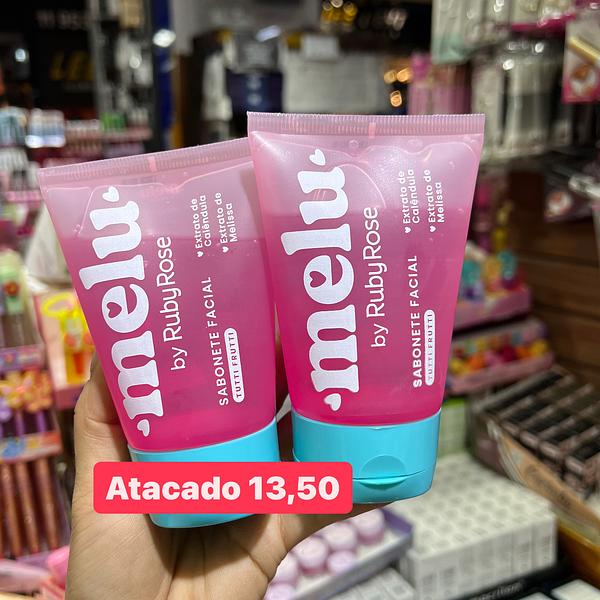 melu
by RubyRose
SABONETE FACIAL
TUTTI FRUTTI
Extrato de
Calêndula
Extrato de
Melissa
melu
by RubyRose
SABONETE FACIAL
TUTTI FRUTTI
Extrato de
Calêndula
Extrato de
Melissa
Atacado 13,50